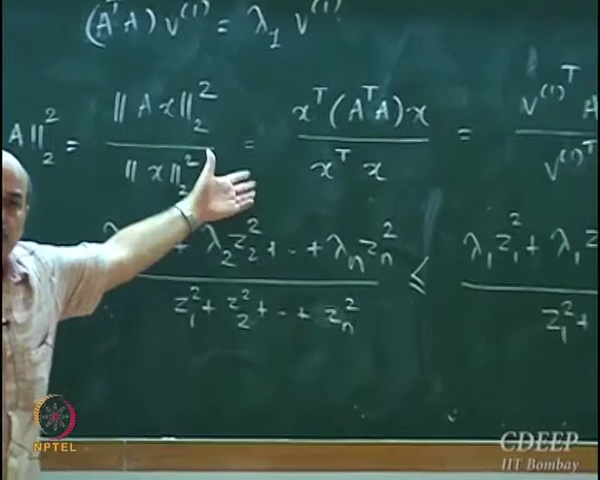 (AᵀA) v⁽¹⁾ = λ₁ v⁽¹⁾
A‖₂² = ‖Ax‖₂² / ‖x‖₂² = xᵀ(AᵀA)x / xᵀx = v⁽¹⁾ᵀ A / v⁽¹⁾ᵀ
λ₂z₂² + .. + λₙzₙ² / z₁² + z₂² + .. + zₙ² ≤ λ₁z₁² + λ₁z / z₁² +
NPTEL
CDEEP
IIT Bombay